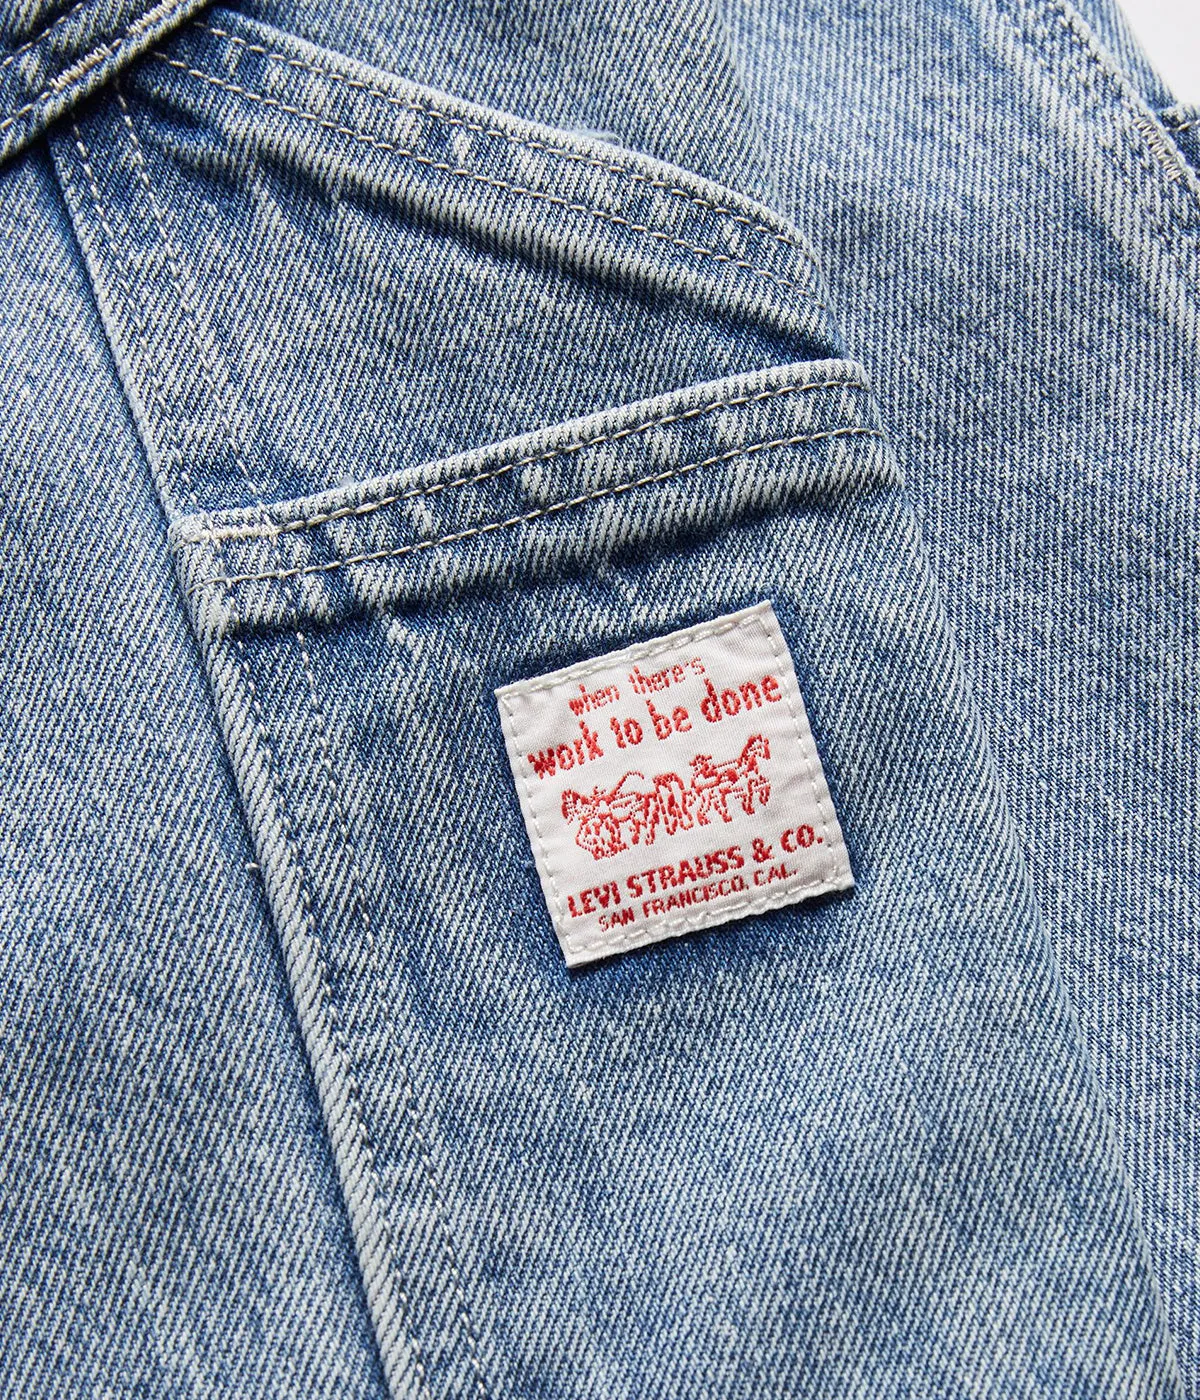 when there's
work to be done
LEVI STRAUSS & CO.
SAN FRANCISCO, CAL.